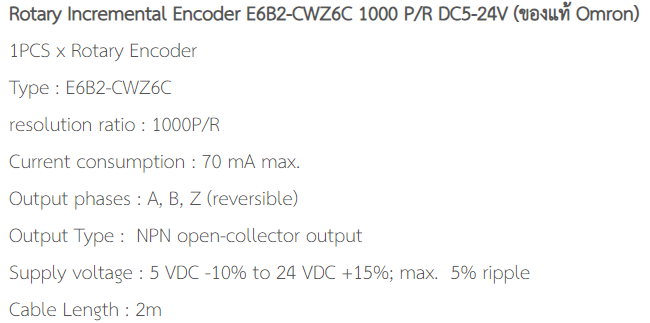 Rotary Incremental Encoder E6B2-CWZ6C 1000 P/R DC5-24V (ของแท้ Omron)
1PCS x Rotary Encoder
Type : E6B2-CWZ6C
resolution ratio : 1000P/R
Current consumption : 70 mA max.
Output phases : A, B, Z (reversible)
Output Type :  NPN open-collector output
Supply voltage : 5 VDC -10% to 24 VDC +15%; max.  5% ripple
Cable Length : 2m